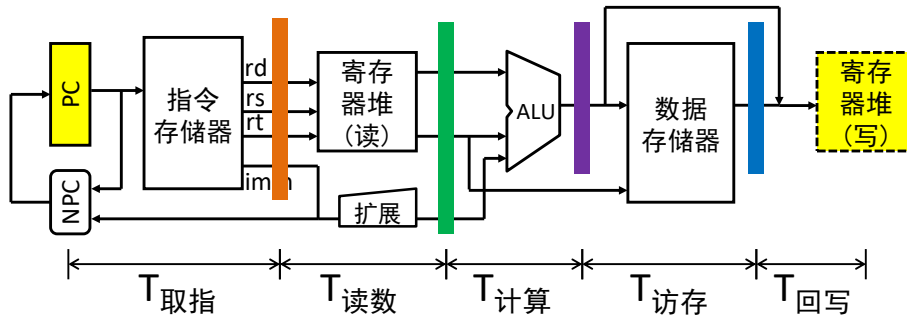 PC
NPC
指令
存储器
rd
rs
rt
寄存
器堆
(读)
扩展
ALU
数据
存储器
寄存
器堆
(写)
T取指
T读数
T计算
T访存
T回写